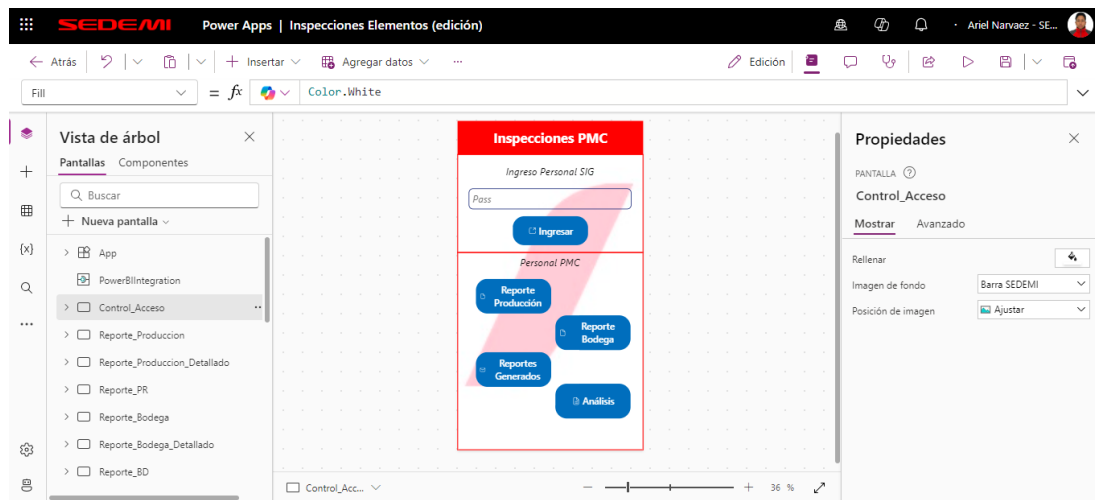 SEDEMI Power Apps | Inspecciones Elementos (edición) Ariel Narvaez - SE...
Atrás Insertar Agregar datos ... Edición
Fill = fx Color.White
Vista de árbol
Pantallas Componentes
Buscar
Nueva pantalla
App
PowerBIIntegration
Control_Acceso ...
Reporte_Produccion
Reporte_Produccion_Detallado
Reporte_PR
Reporte_Bodega
Reporte_Bodega_Detallado
Reporte_BD
Inspecciones PMC
Ingreso Personal SIG
Pass
Ingresar
Personal PMC
Reporte
Producción
Reporte
Bodega
Reportes
Generados
Análisis
Control_Acc...
36 %
Propiedades
PANTALLA
Control_Acceso
Mostrar Avanzado
Rellenar
Imagen de fondo Barra SEDEMI
Posición de imagen Ajustar